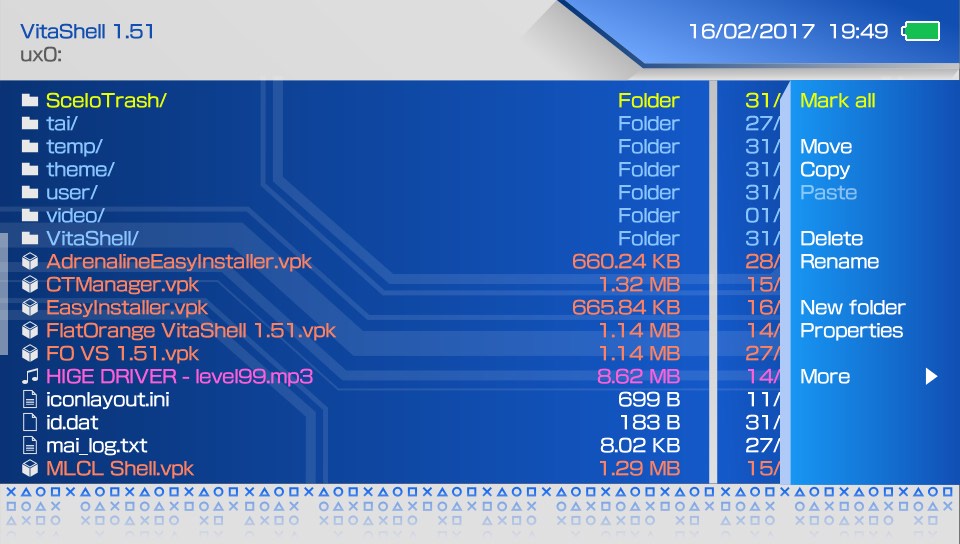 VitaShell 1.51
16/02/2017 19:49
ux0:
SceIoTrash/ Folder 31/ Mark all
tai/ Folder 27/
temp/ Folder 31/ Move
theme/ Folder 31/ Copy
user/ Folder 31/ Paste
video/ Folder 01/
VitaShell/ Folder 31/ Delete
AdrenalineEasyInstaller.vpk 660.24 KB 28/ Rename
CTManager.vpk 1.32 MB 15/
EasyInstaller.vpk 665.84 KB 16/ New folder
FlatOrange VitaShell 1.51.vpk 1.14 MB 14/ Properties
FO VS 1.51.vpk 1.14 MB 27/
HIGE DRIVER - level99.mp3 8.62 MB 14/ More
iconlayout.ini 699 B 11/
id.dat 183 B 31/
mai_log.txt 8.02 KB 27/
MLCL Shell.vpk 1.29 MB 15/